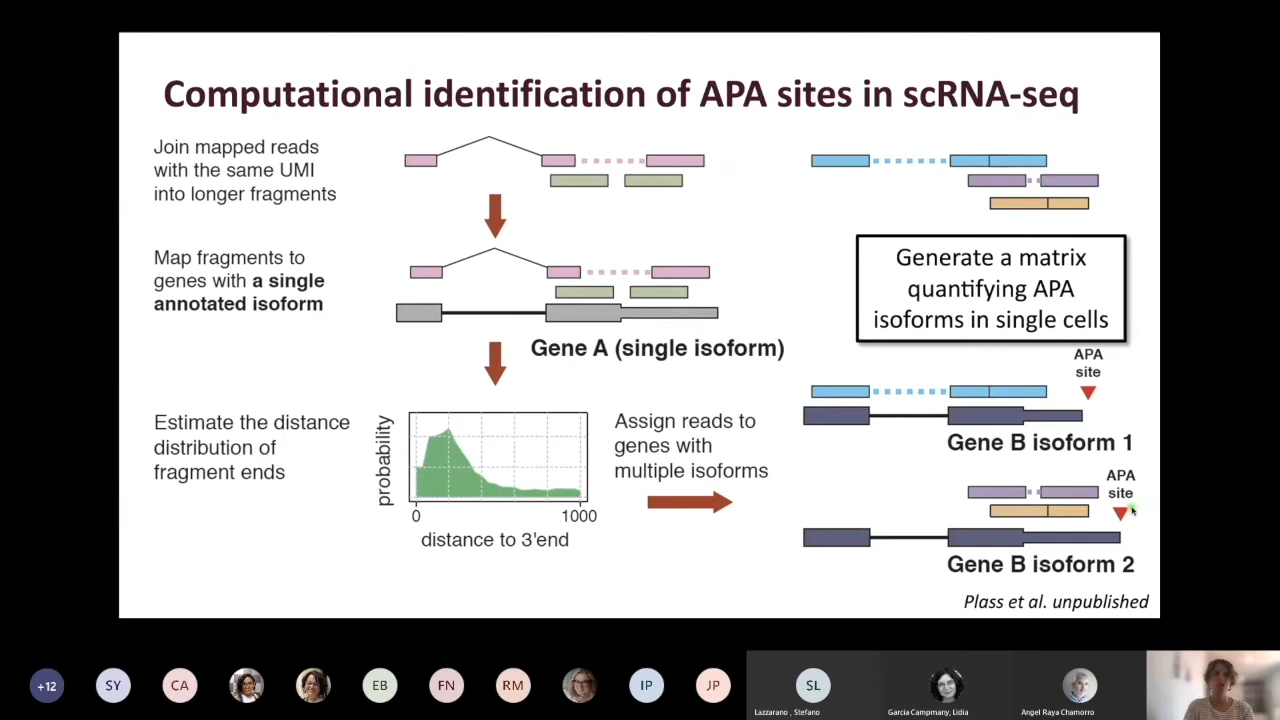 Computational identification of APA sites in scRNA-seq
Join mapped reads
with the same UMI
into longer fragments
Map fragments to
genes with a single
annotated isoform
Gene A (single isoform)
Estimate the distance
distribution of
fragment ends
probability
0
1000
distance to 3'end
Assign reads to
genes with
multiple isoforms
Generate a matrix
quantifying APA
isoforms in single cells
APA
site
Gene B isoform 1
APA
site
Gene B isoform 2
Plass et al. unpublished
+12
SY
CA
EB
FN
RM
IP
JP
SL
Lazzarano , Stefano
Garcia Campmany, Lidia
Angel Raya Chamorro